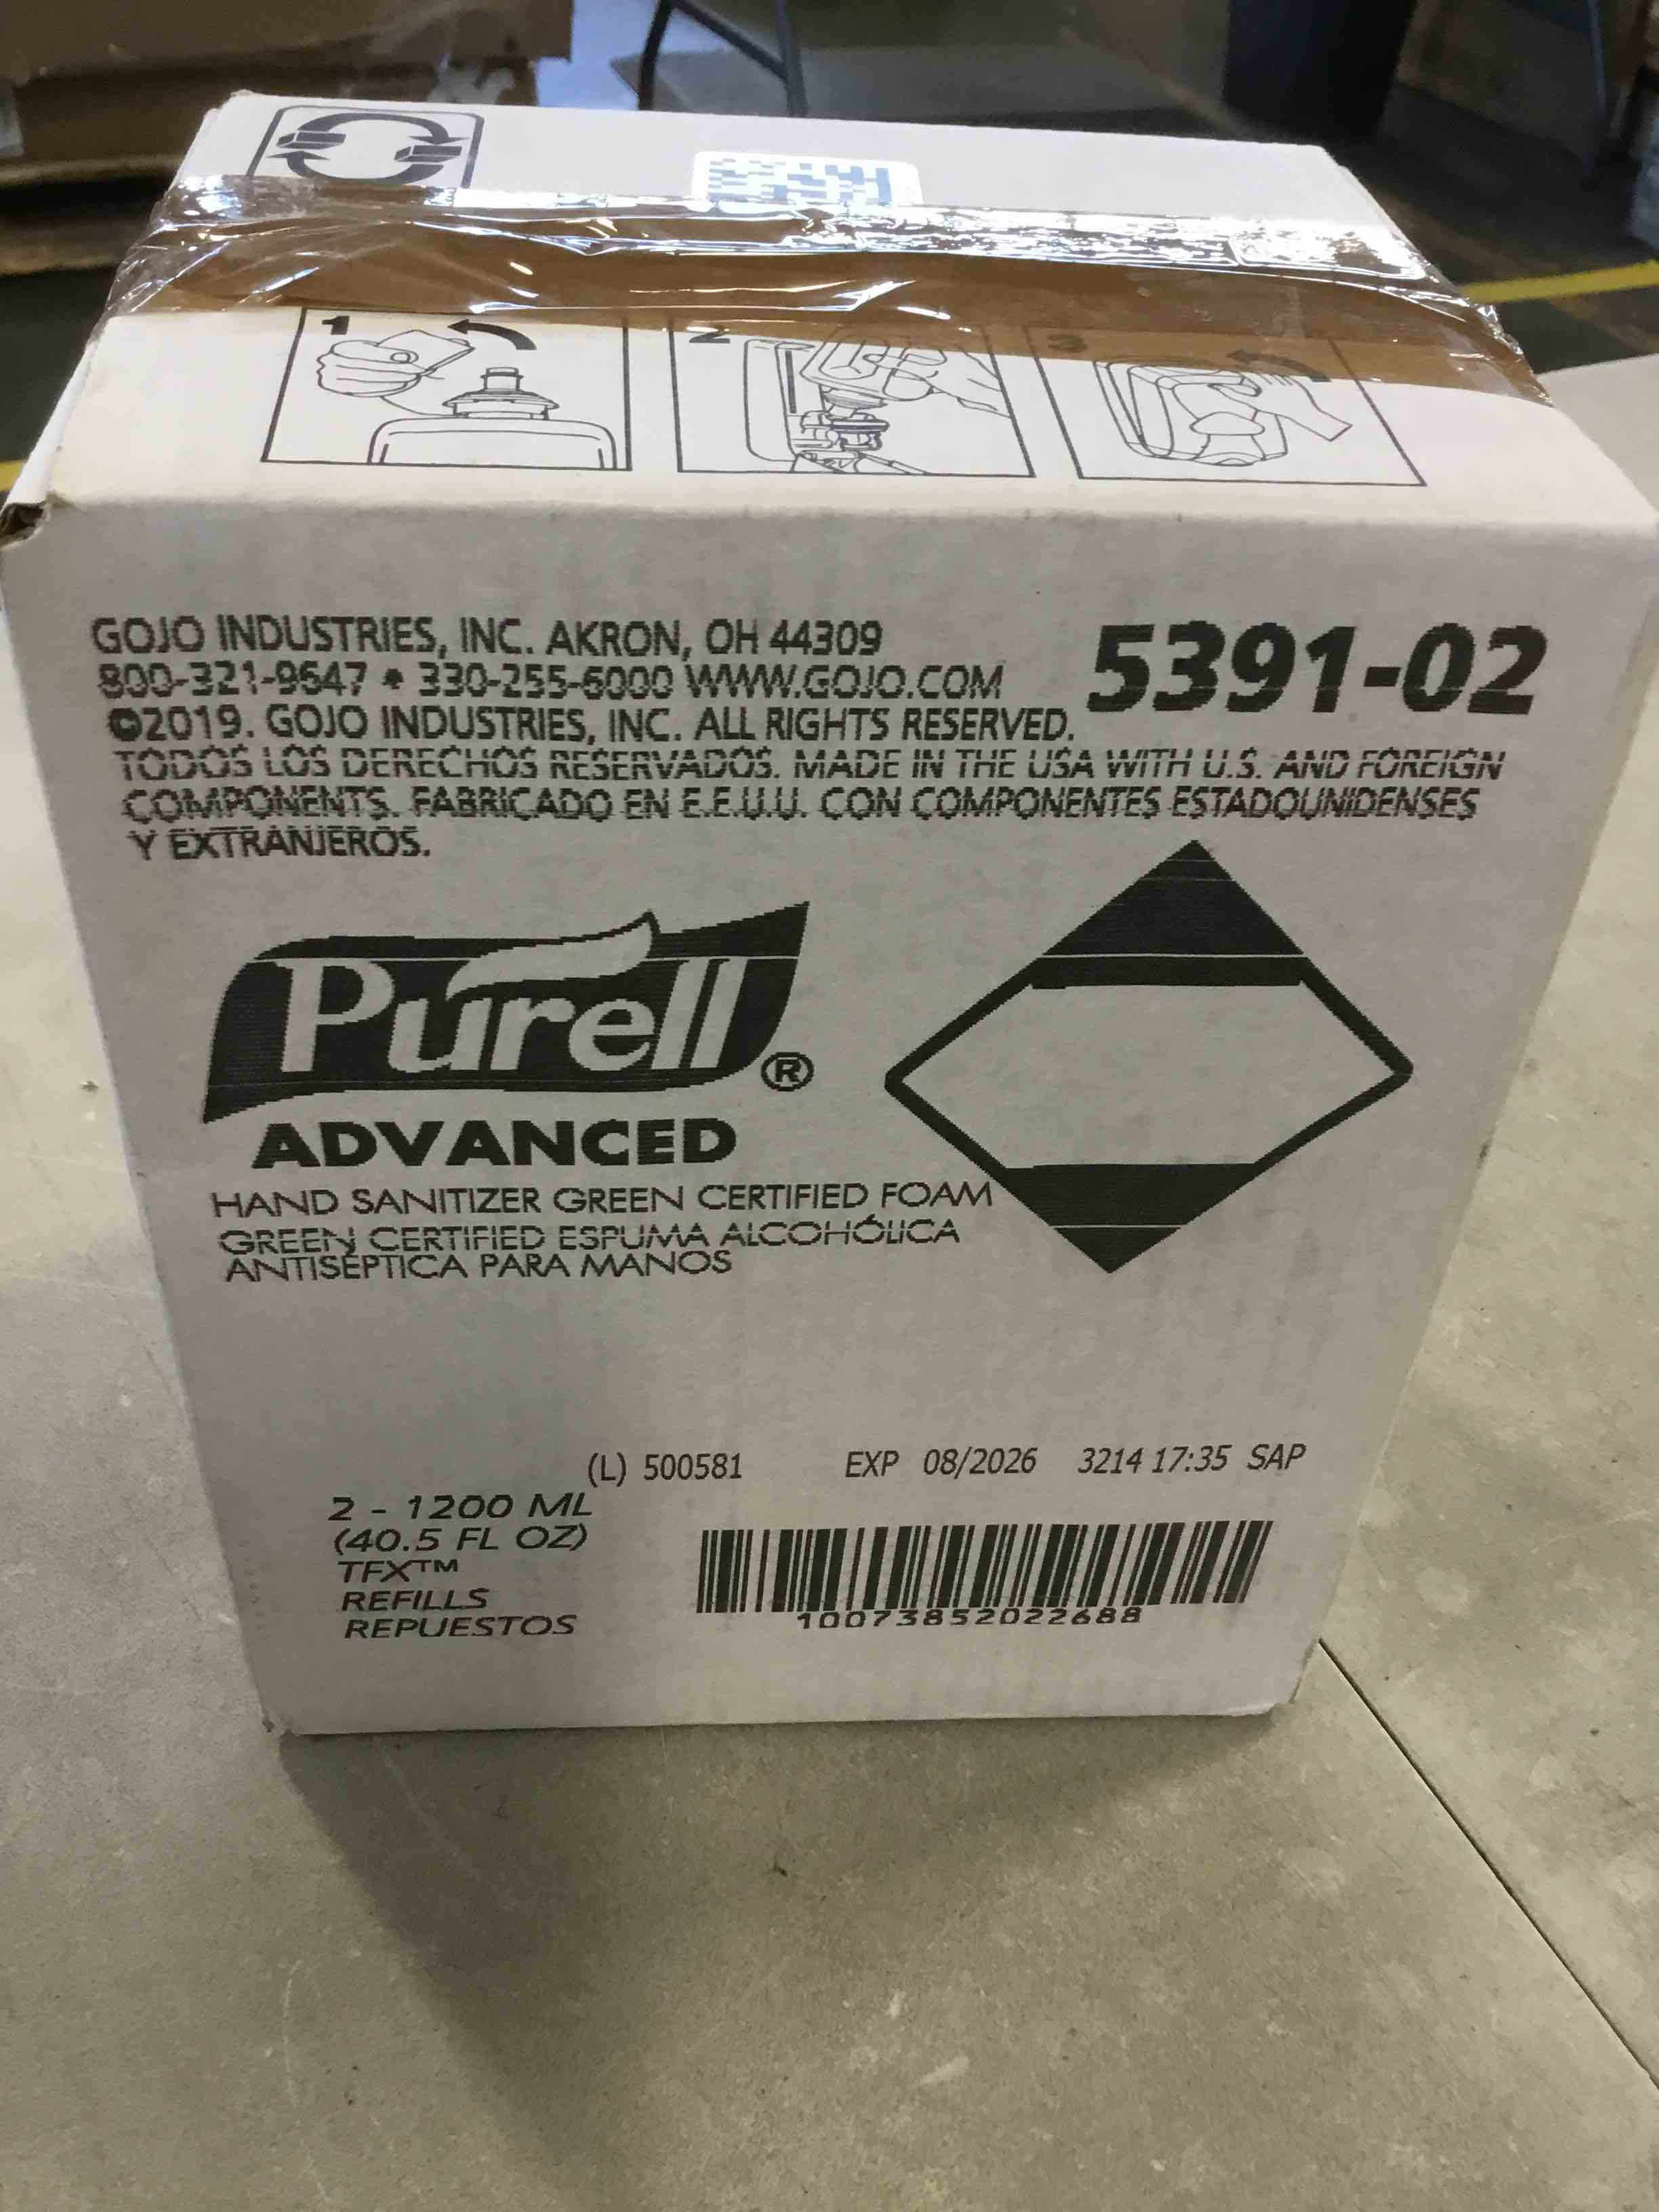 1
2
3
GOJO INDUSTRIES, INC. AKRON, OH 44309
5391-02
800-321-9647 • 330-255-6000 WWW.GOJO.COM
©2019. GOJO INDUSTRIES, INC. ALL RIGHTS RESERVED.
TODOS LOS DERECHOS RESERVADOS. MADE IN THE USA WITH U.S. AND FOREIGN
COMPONENTS. FABRICADO EN E.E.U.U. CON COMPONENTES ESTADOUNIDENSES
Y EXTRANJEROS.
Purell®
ADVANCED
HAND SANITIZER GREEN CERTIFIED FOAM
GREEN CERTIFIED ESPUMA ALCOHÓLICA
ANTISÉPTICA PARA MANOS
(L) 500581 EXP 08/2026 3214 17:35 SAP
2 - 1200 ML
(40.5 FL OZ)
TFX™
REFILLS
REPUESTOS
10073852022688